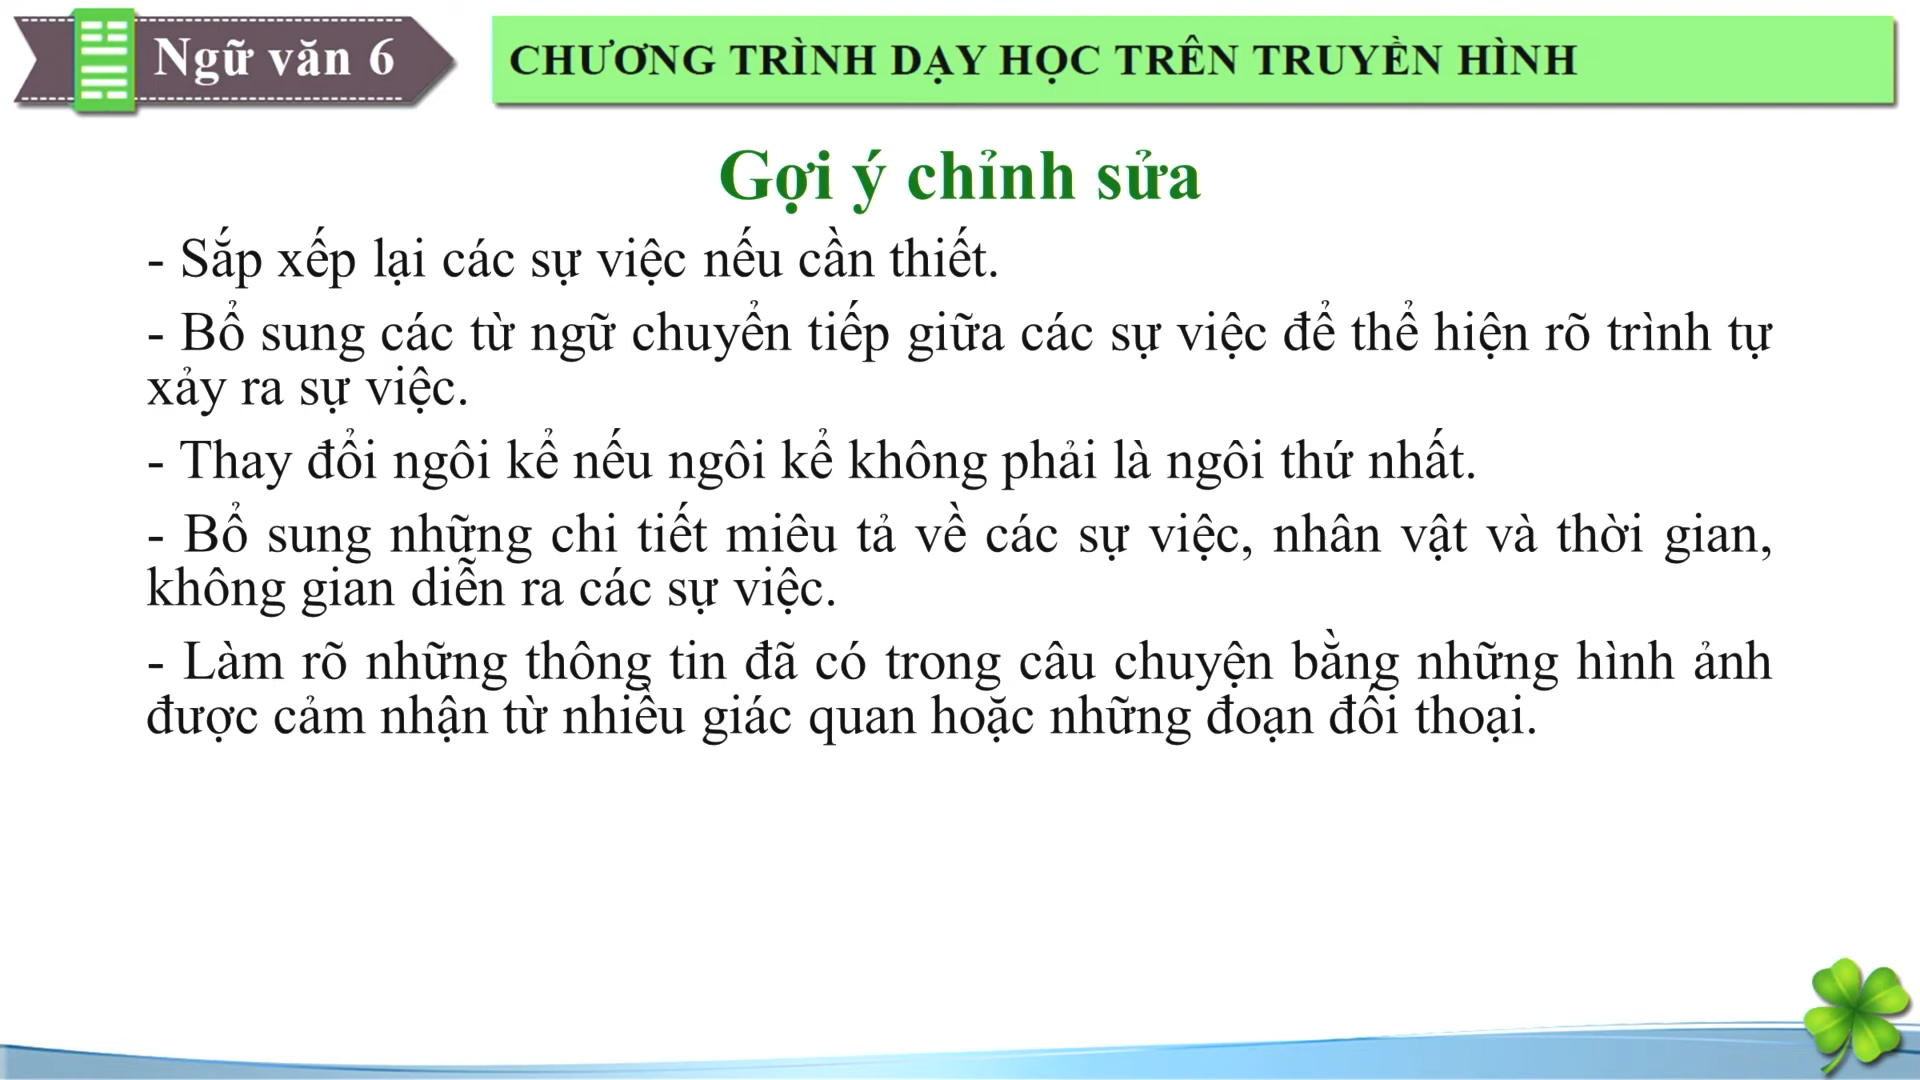 Ngữ văn 6
CHƯƠNG TRÌNH DẠY HỌC TRÊN TRUYỀN HÌNH
Gợi ý chỉnh sửa
- Sắp xếp lại các sự việc nếu cần thiết.
- Bổ sung các từ ngữ chuyển tiếp giữa các sự việc để thể hiện rõ trình tự
xảy ra sự việc.
- Thay đổi ngôi kể nếu ngôi kể không phải là ngôi thứ nhất.
- Bổ sung những chi tiết miêu tả về các sự việc, nhân vật và thời gian,
không gian diễn ra các sự việc.
- Làm rõ những thông tin đã có trong câu chuyện bằng những hình ảnh
được cảm nhận từ nhiều giác quan hoặc những đoạn đối thoại.